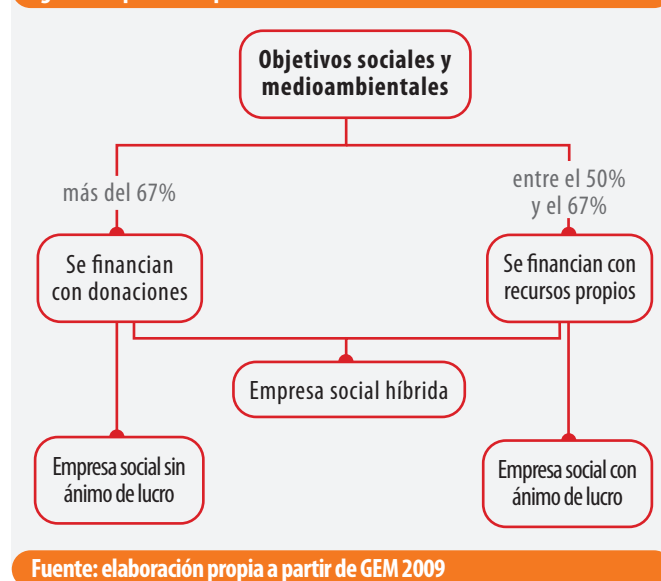 Objetivos sociales y
medioambientales
más del 67%
entre el 50%
y el 67%
Se financian
con donaciones
Se financian con
recursos propios
Empresa social híbrida
Empresa social sin
ánimo de lucro
Empresa social con
ánimo de lucro
Fuente: elaboración propia a partir de GEM 2009